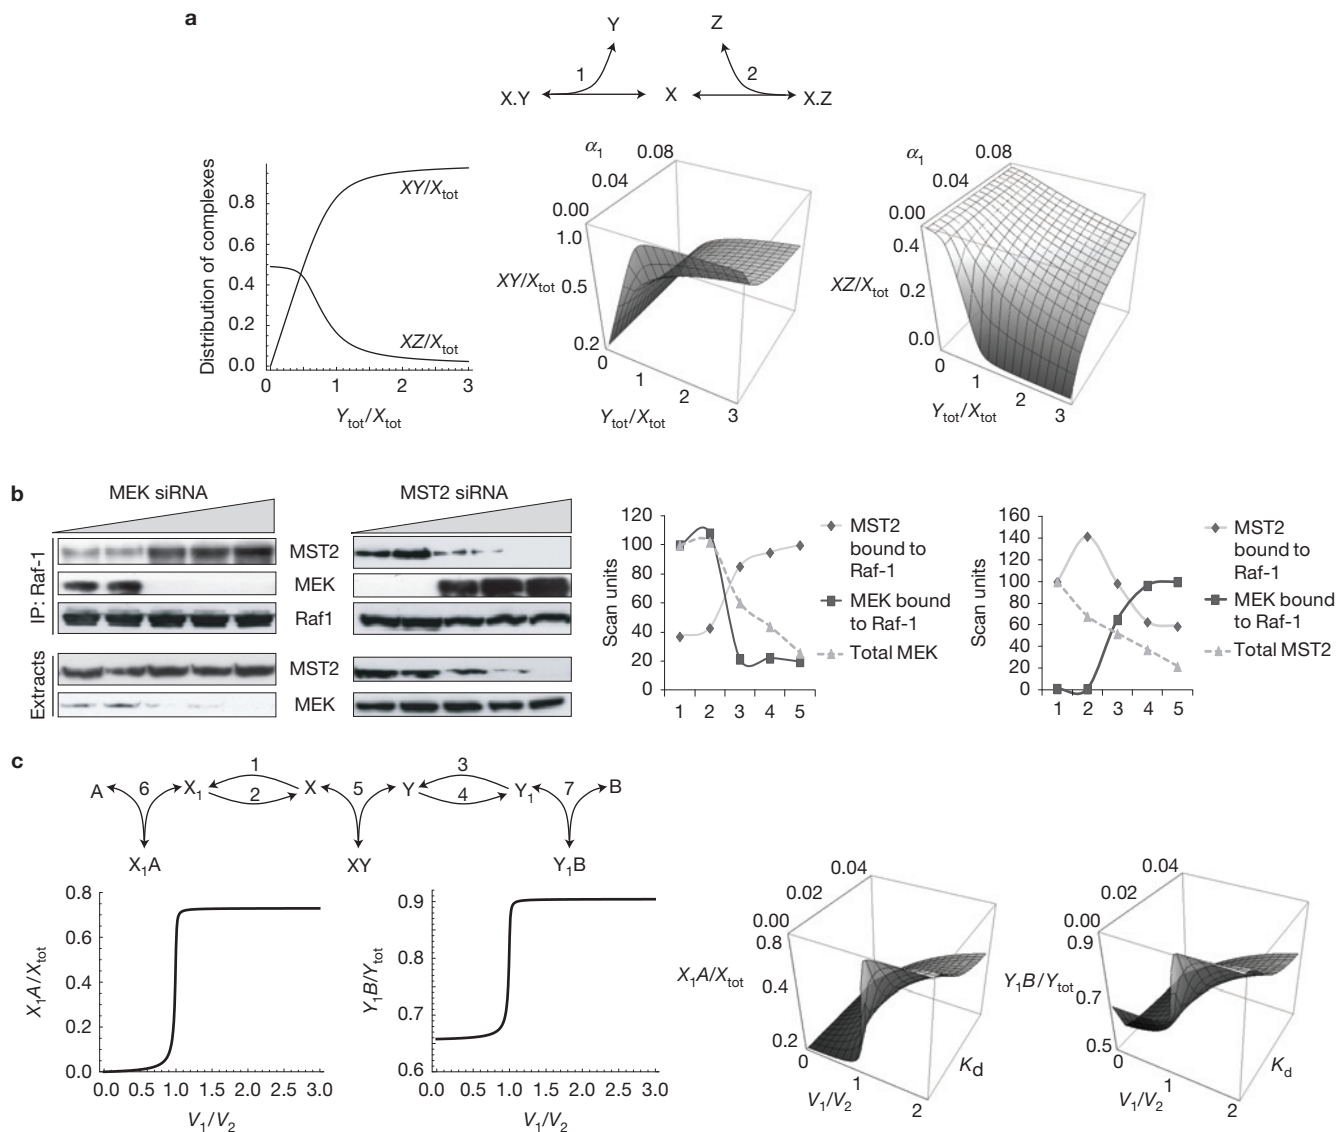 a
Y
Z
1
2
X.Y
X
X.Z
Distribution of complexes
0.8
0.6
0.4
0.2
0.0
XY/Xtot
XZ/Xtot
0
1
2
3
Ytot/Xtot
α1
0.08
0.04
0.00
1.0
XY/Xtot
0.5
0.2
0
1
2
3
Ytot/Xtot
α1
0.08
0.04
0.00
0.4
XZ/Xtot
0.2
0.0
0
1
2
3
Ytot/Xtot
b
MEK siRNA
MST2 siRNA
IP: Raf-1
MST2
MEK
Raf1
Extracts
MST2
MEK
Scan units
120
100
80
60
40
20
0
1 2 3 4 5
MST2
bound to
Raf-1
MEK bound
to Raf-1
Total MEK
Scan units
160
140
120
100
80
60
40
20
0
1 2 3 4 5
MST2
bound to
Raf-1
MEK bound
to Raf-1
Total MST2
c
A
6
X1
1
2
X
5
Y
3
4
Y1
7
B
X1A
XY
Y1B
X1A/Xtot
0.8
0.6
0.4
0.2
0.0
0.0 0.5 1.0 1.5 2.0 2.5 3.0
V1/V2
Y1B/Ytot
0.9
0.8
0.7
0.6
0.0 0.5 1.0 1.5 2.0 2.5 3.0
V1/V2
0.04
0.02
0.00
0.8
X1A/Xtot
0.4
0.2
0
1
2
V1/V2
Kd
0.04
0.02
0.00
0.9
Y1B/Ytot
0.7
0.5
0
1
2
V1/V2
Kd